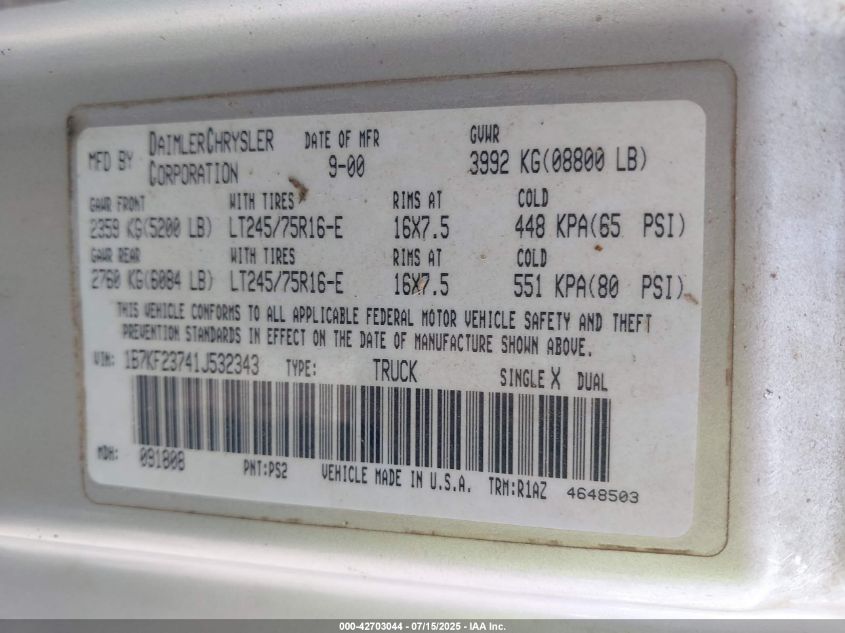 MFD BY DAIMLERCHRYSLER CORPORATION DATE OF MFR 9-00 GVWR 3992 KG(08800 LB)
GAWR FRONT WITH TIRES RIMS AT COLD
2359 KG(5200 LB) LT245/75R16-E 16X7.5 448 KPA(65 PSI)
GAWR REAR WITH TIRES RIMS AT COLD
2760 KG(6084 LB) LT245/75R16-E 16X7.5 551 KPA(80 PSI)
THIS VEHICLE CONFORMS TO ALL APPLICABLE FEDERAL MOTOR VEHICLE SAFETY AND THEFT
PREVENTION STANDARDS IN EFFECT ON THE DATE OF MANUFACTURE SHOWN ABOVE.
VIN: 1B7KF23741J532343 TYPE: TRUCK SINGLE X DUAL
MDH: 091808 PNT:PS2 VEHICLE MADE IN U.S.A. TRM:R1AZ 4648503
000-42703044 - 07/15/2025 - IAA Inc.